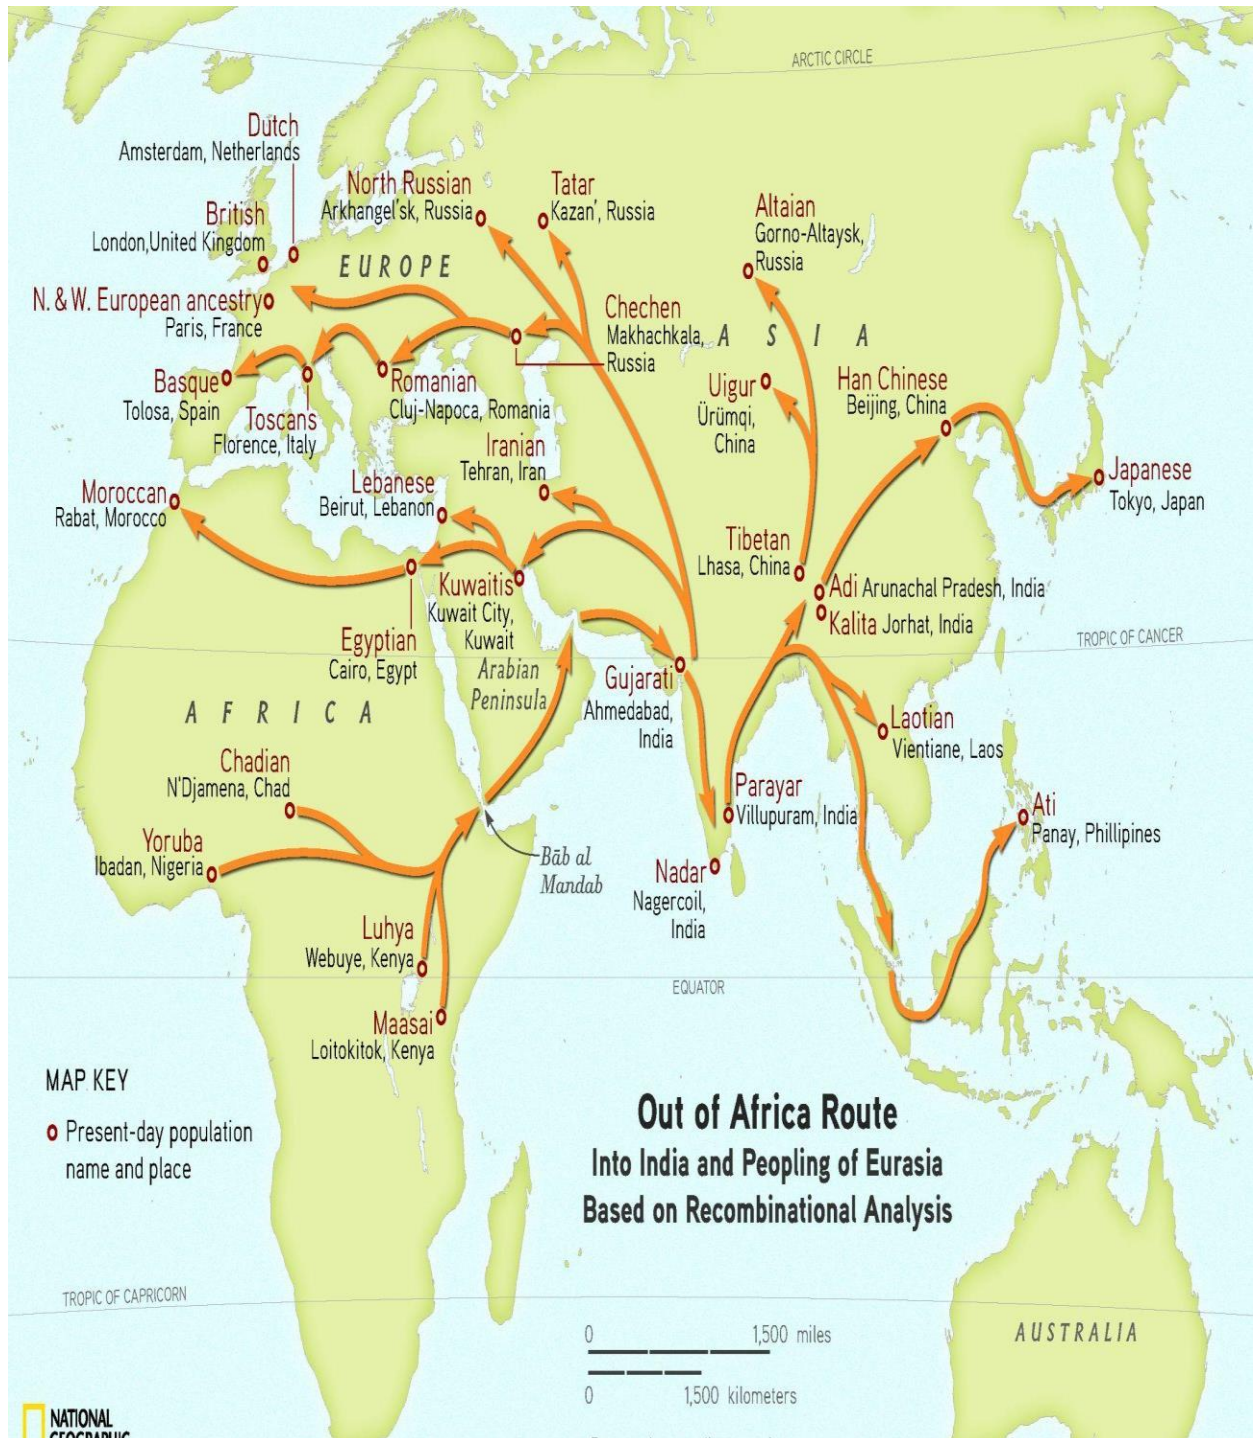 ARCTIC CIRCLE
Dutch
Amsterdam, Netherlands
North Russian
Arkhangel'sk, Russia
Tatar
Kazan', Russia
Altaian
Gorno-Altaysk,
Russia
British
London,United Kingdom
EUROPE
N. & W. European ancestry
Paris, France
Chechen
Makhachkala,
Russia
ASIA
Basque
Tolosa, Spain
Toscans
Florence, Italy
Romanian
Cluj-Napoca, Romania
Uigur
Ürümqi,
China
Han Chinese
Beijing, China
Iranian
Tehran, Iran
Moroccan
Rabat, Morocco
Lebanese
Beirut, Lebanon
Japanese
Tokyo, Japan
Tibetan
Lhasa, China
Adi Arunachal Pradesh, India
Kalita Jorhat, India
Kuwaitis
Kuwait City,
Kuwait
Egyptian
Cairo, Egypt
Arabian
Peninsula
TROPIC OF CANCER
Gujarati
Ahmedabad,
India
AFRICA
Laotian
Vientiane, Laos
Chadian
N'Djamena, Chad
Parayar
Villupuram, India
Ati
Panay, Phillipines
Yoruba
Ibadan, Nigeria
Bāb al
Mandab
Nadar
Nagercoil,
India
Luhya
Webuye, Kenya
EQUATOR
Maasai
Loitokitok, Kenya
MAP KEY
Present-day population
name and place
Out of Africa Route
Into India and Peopling of Eurasia
Based on Recombinational Analysis
TROPIC OF CAPRICORN
0 1,500 miles
0 1,500 kilometers
AUSTRALIA
NATIONAL
GEOGRAPHIC